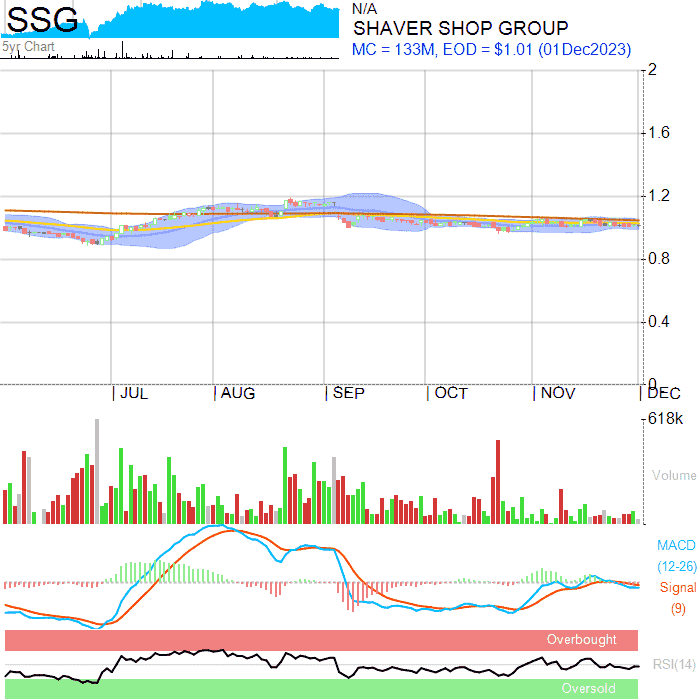 SSG
5yr Chart
N/A
SHAVER SHOP GROUP
MC = 133M, EOD = $1.01 (01Dec2023)
2
1.6
1.2
0.8
0.4
0
JUL AUG SEP OCT NOV DEC
618k
Volume
MACD
(12-26)
Signal
(9)
Overbought
RSI(14)
Oversold